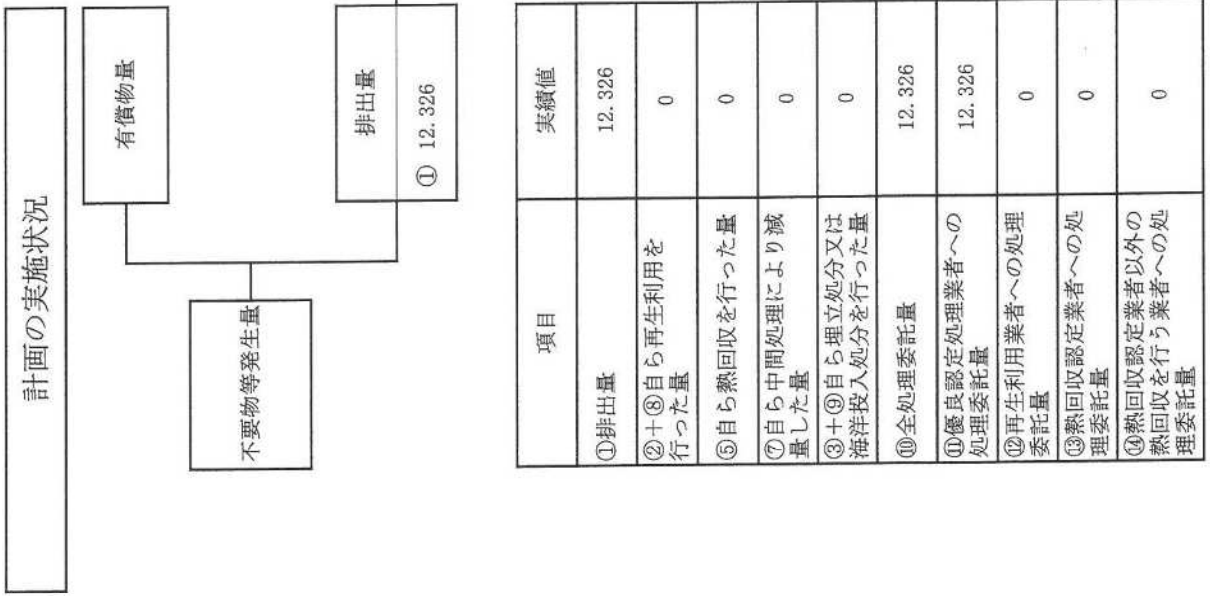 計画の実施状況
不要物等発生量
有償物量
排出量
① 12.326
項目
実績値
①排出量
12.326
②+⑧自ら再生利用を
行った量
0
⑤自ら熱回収を行った量
0
⑦自ら中間処理により減
量した量
0
③+⑨自ら埋立処分又は
海洋投入処分を行った量
0
⑩全処理委託量
12.326
⑪優良認定処理業者への
処理委託量
12.326
⑫再生利用業者への処理
委託量
0
⑬熱回収認定業者への処
理委託量
0
⑭熱回収認定業者以外の
熱回収を行う業者への処
理委託量
0